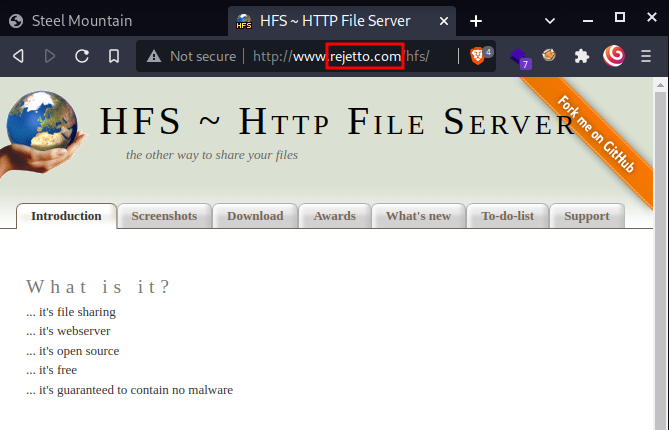 Steel Mountain
HFS ~ HTTP File Server
Not secure
http://www.rejetto.com/hfs/
4
7
HFS
HFS ~ Http File Server
the other way to share your files
Fork me on GitHub
Introduction
Screenshots
Download
Awards
What's new
To-do-list
Support
What is it?
... it's file sharing
... it's webserver
... it's open source
... it's free
... it's guaranteed to contain no malware